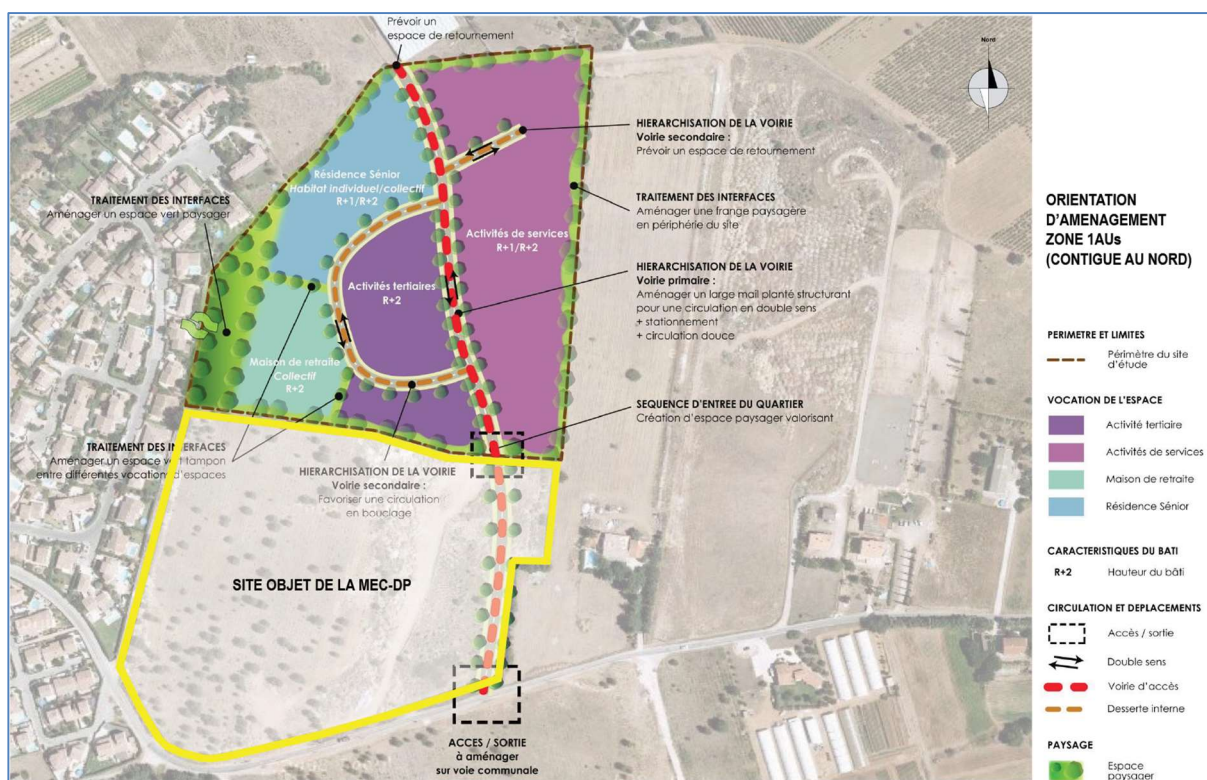 Prévoir un
espace de retournement
Nord
HIERARCHISATION DE LA VOIRIE
Voirie secondaire :
Prévoir un espace de retournement
Résidence Sénior
Habitat individuel/collectif
R+1/R+2
TRAITEMENT DES INTERFACES
Aménager un espace vert paysager
TRAITEMENT DES INTERFACES
Aménager une frange paysagère
en périphérie du site
Activités de services
R+1/R+2
HIERARCHISATION DE LA VOIRIE
Voirie primaire :
Aménager un large mail planté structurant
pour une circulation en double sens
+ stationnement
+ circulation douce
Activités tertiaires
R+2
Maison de retraite
Collectif
R+2
SEQUENCE D'ENTREE DU QUARTIER
Création d'espace paysager valorisant
TRAITEMENT DES INTERFACES
Aménager un espace vert tampon
entre différentes vocations d'espaces
HIERARCHISATION DE LA VOIRIE
Voirie secondaire :
Favoriser une circulation
en bouclage
SITE OBJET DE LA MEC-DP
ACCES / SORTIE
à aménager
sur voie communale
ORIENTATION
D'AMENAGEMENT
ZONE 1AUs
(CONTIGUE AU NORD)
PERIMETRE ET LIMITES
Périmètre du site
d'étude
VOCATION DE L'ESPACE
Activité tertiaire
Activités de services
Maison de retraite
Résidence Sénior
CARACTERISTIQUES DU BATI
R+2 Hauteur du bâti
CIRCULATION ET DEPLACEMENTS
Accès / sortie
Double sens
Voirie d'accès
Desserte interne
PAYSAGE
Espace
paysager